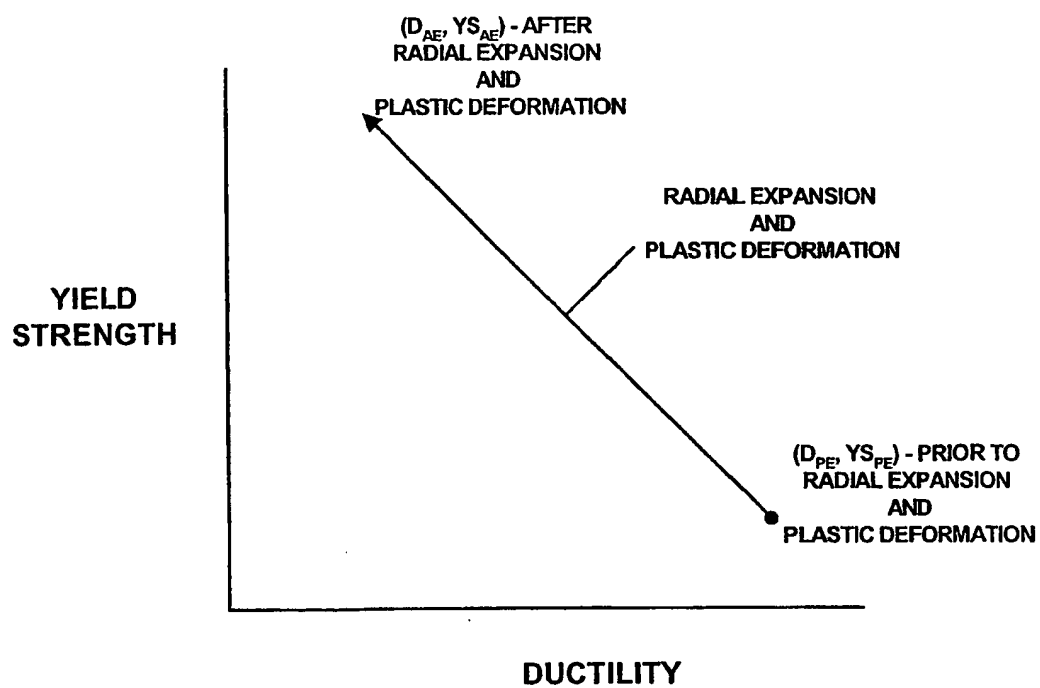 (D_AE, YS_AE) - AFTER
RADIAL EXPANSION
AND
PLASTIC DEFORMATION
RADIAL EXPANSION
AND
PLASTIC DEFORMATION
YIELD
STRENGTH
(D_PE, YS_PE) - PRIOR TO
RADIAL EXPANSION
AND
PLASTIC DEFORMATION
DUCTILITY